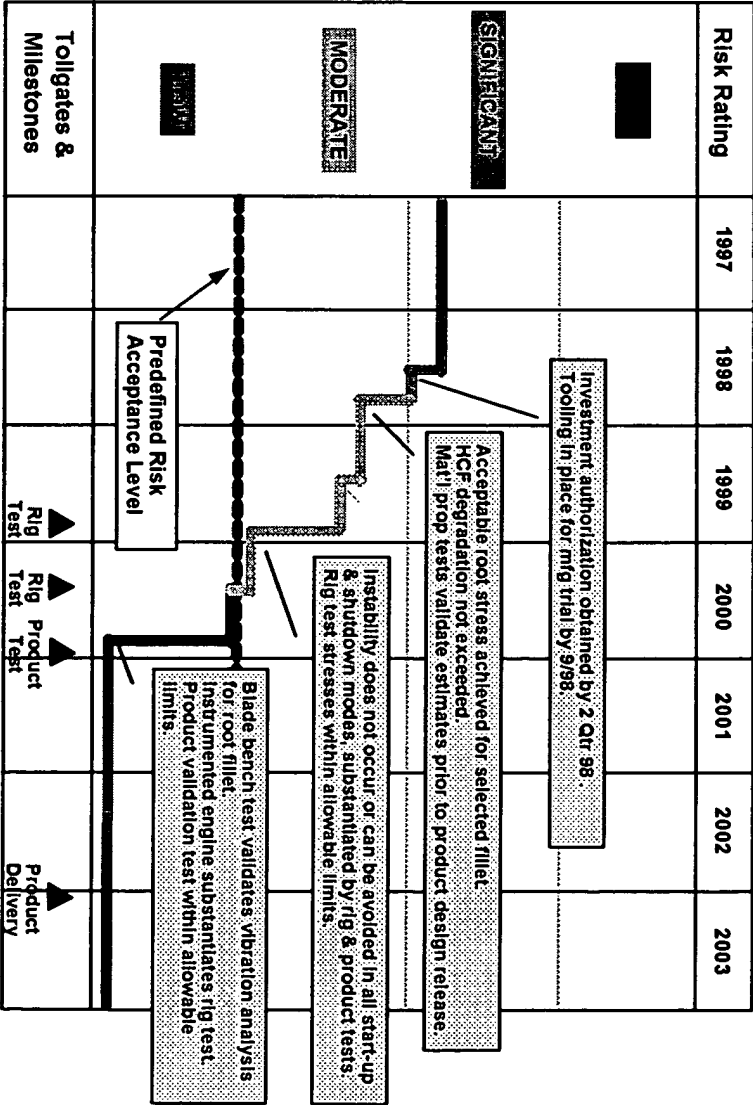 Risk Rating
1997
1998
1999
2000
2001
2002
2003
SIGNIFICANT
MODERATE
Investment authorization obtained by 2 Qtr 98.
Tooling in place for mfg trial by 9/98.
Acceptable root stress achieved for selected fillet.
HCF degradation not exceeded.
Mat'l prop tests validate estimates prior to product design release.
Instability does not occur or can be avoided in all start-up
& shutdown modes, substantiated by rig & product tests.
Rig test stresses within allowable limits.
Blade bench test validates vibration analysis
for root fillet.
Instrumented engine substantiates rig test.
Product validation test within allowable
limits.
Predefined Risk
Acceptance Level
Tollgates &
Milestones
Rig
Test
Rig
Test
Product
Test
Product
Delivery